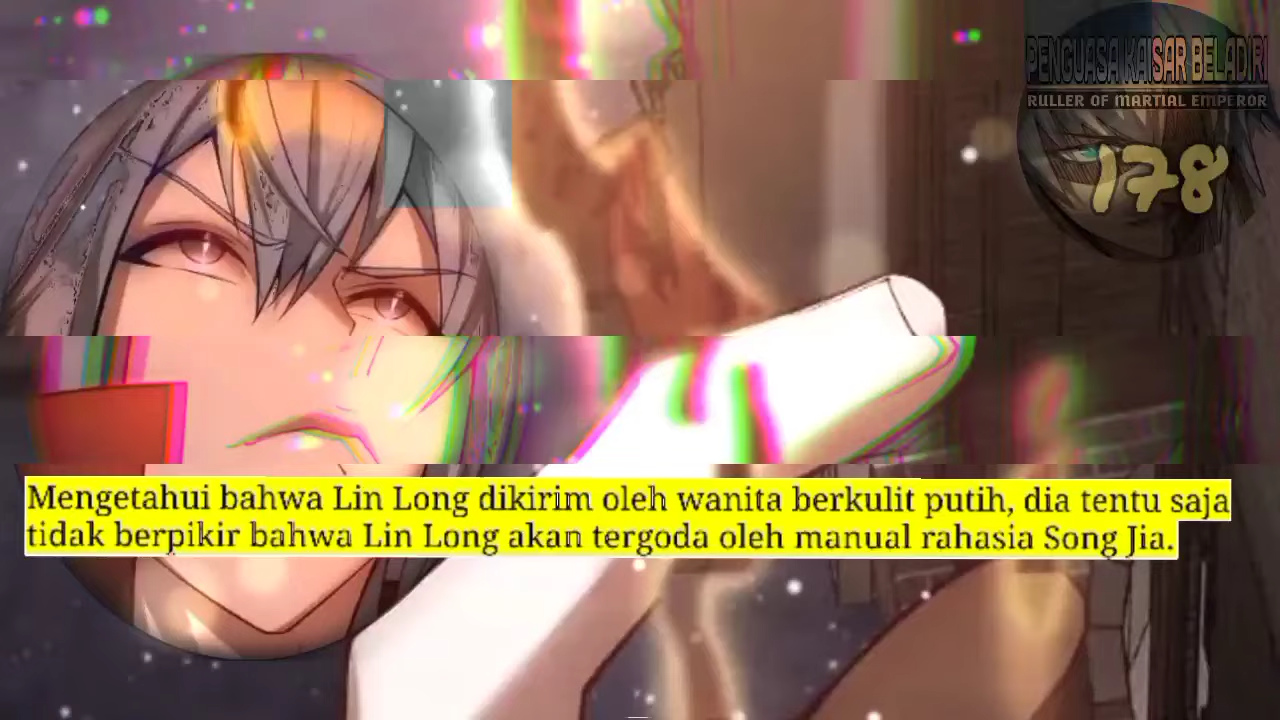 PENGUASA KAISAR BELADIRI
RULLER OF MARTIAL EMPEROR
178
Mengetahui bahwa Lin Long dikirim oleh wanita berkulit putih, dia tentu saja
tidak berpikir bahwa Lin Long akan tergoda oleh manual rahasia Song Jia.